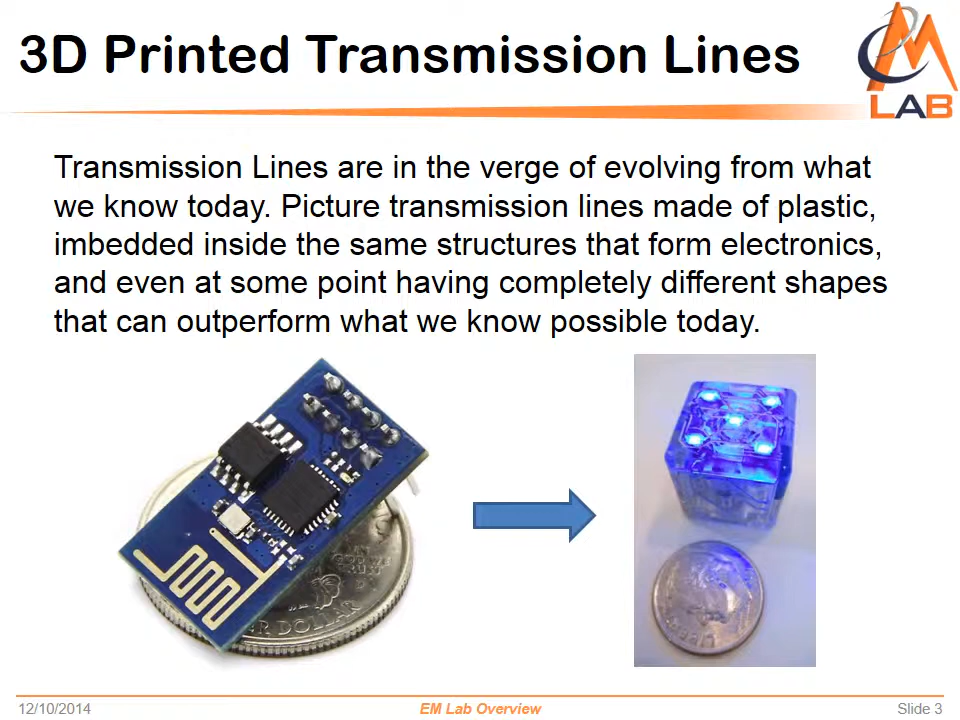 3D Printed Transmission Lines
EM
LAB
Transmission Lines are in the verge of evolving from what
we know today. Picture transmission lines made of plastic,
imbedded inside the same structures that form electronics,
and even at some point having completely different shapes
that can outperform what we know possible today.
12/10/2014
EM Lab Overview
Slide 3